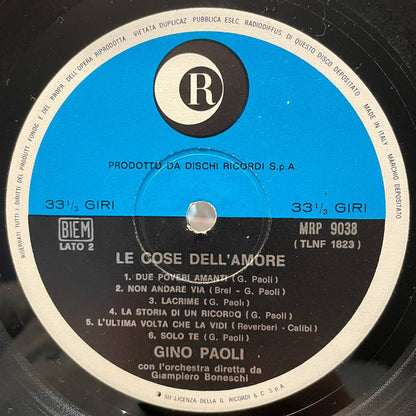 RISERVATI TUTTI I DIRITTI DEL PRODUT. FONOG. E DEL PROPR. DELL'OPERA RIPRODOTTA - VIETATA DUPLICAZ. PUBBLICA ESEC. RADIODIFFUS DI QUESTO DISCO DEPOSITATO
MADE IN ITALY - MARCHIO DEPOSITATO
R
PRODOTTO DA DISCHI RICORDI S.p.A.
33 1/3 GIRI
33 1/3 GIRI
BIEM
LATO 2
MRP 9038
(TLNF 1823)
LE COSE DELL'AMORE
1. DUE POVERI AMANTI (G. Paoli)
2. NON ANDARE VIA (Brel - G. Paoli)
3. LACRIME (G. Paoli)
4. LA STORIA DI UN RICORDO (G. Paoli)
5. L'ULTIMA VOLTA CHE LA VIDI (Reverberi - Calibi)
6. SOLO TE (G. Paoli)
GINO PAOLI
con l'orchestra diretta da
Giampiero Boneschi
SU LICENZA DELLA G. RICORDI & C. S.p.A.